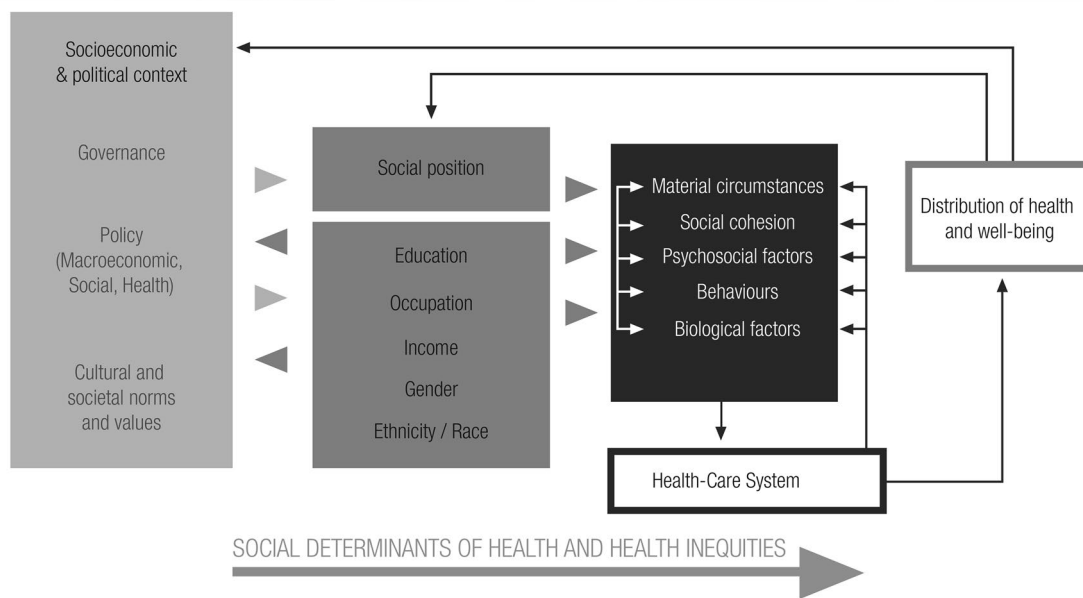 Socioeconomic
& political context
Governance
Policy
(Macroeconomic,
Social, Health)
Cultural and
societal norms
and values
Social position
Education
Occupation
Income
Gender
Ethnicity / Race
Material circumstances
Social cohesion
Psychosocial factors
Behaviours
Biological factors
Health-Care System
Distribution of health
and well-being
SOCIAL DETERMINANTS OF HEALTH AND HEALTH INEQUITIES